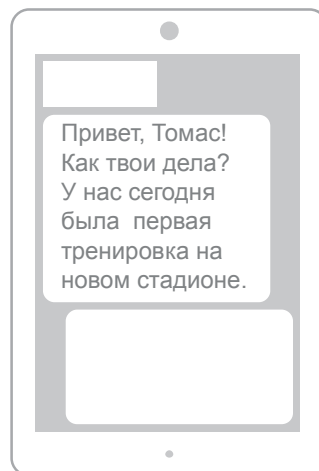 Привет, Томас!
Как твои дела?
У нас сегодня
была первая
тренировка на
новом стадионе.